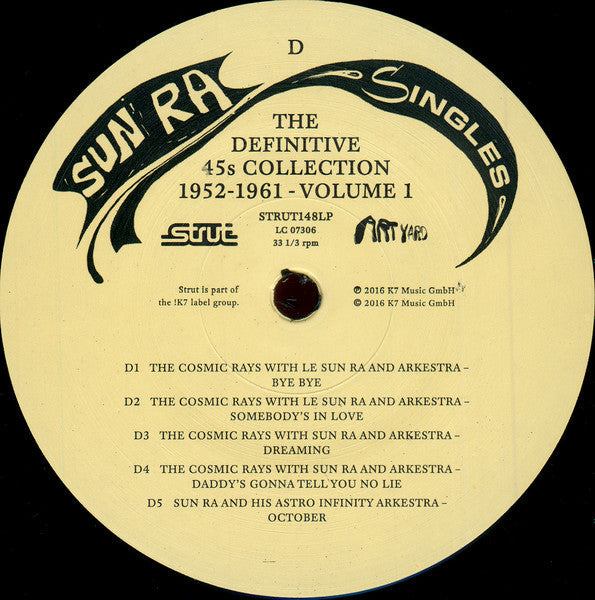 D
SUN RA
SINGLES
THE
DEFINITIVE
45s COLLECTION
1952-1961 - VOLUME 1
STRUT148LP
strut
LC 07306
ART YARD
33 1/3 rpm
Strut is part of
the !K7 label group.
℗ 2016 K7 Music GmbH
© 2016 K7 Music GmbH
D1 THE COSMIC RAYS WITH LE SUN RA AND ARKESTRA –
BYE BYE
D2 THE COSMIC RAYS WITH LE SUN RA AND ARKESTRA –
SOMEBODY'S IN LOVE
D3 THE COSMIC RAYS WITH SUN RA AND ARKESTRA –
DREAMING
D4 THE COSMIC RAYS WITH SUN RA AND ARKESTRA –
DADDY'S GONNA TELL YOU NO LIE
D5 SUN RA AND HIS ASTRO INFINITY ARKESTRA –
OCTOBER